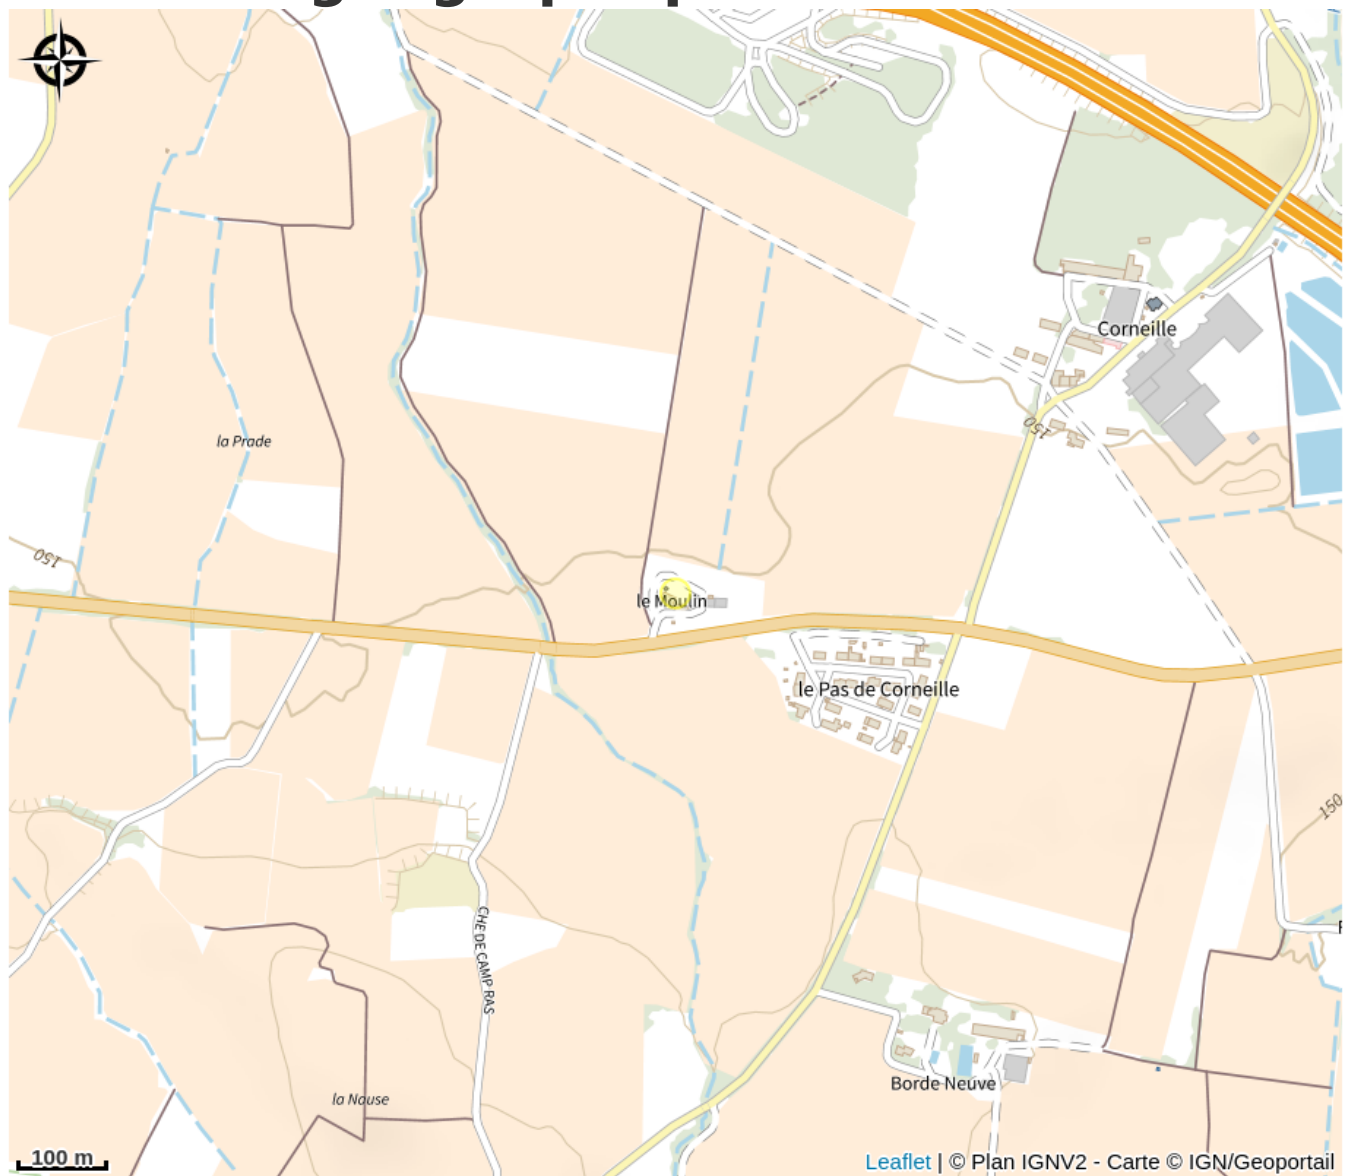 Corneille
150
la Prade
150
le Moulin
le Pas de Corneille
150
CHE DE CAMP RAS
Borde Neuve
la Nause
100 m
Leaflet | © Plan IGNV2 - Carte © IGN/Geoportail